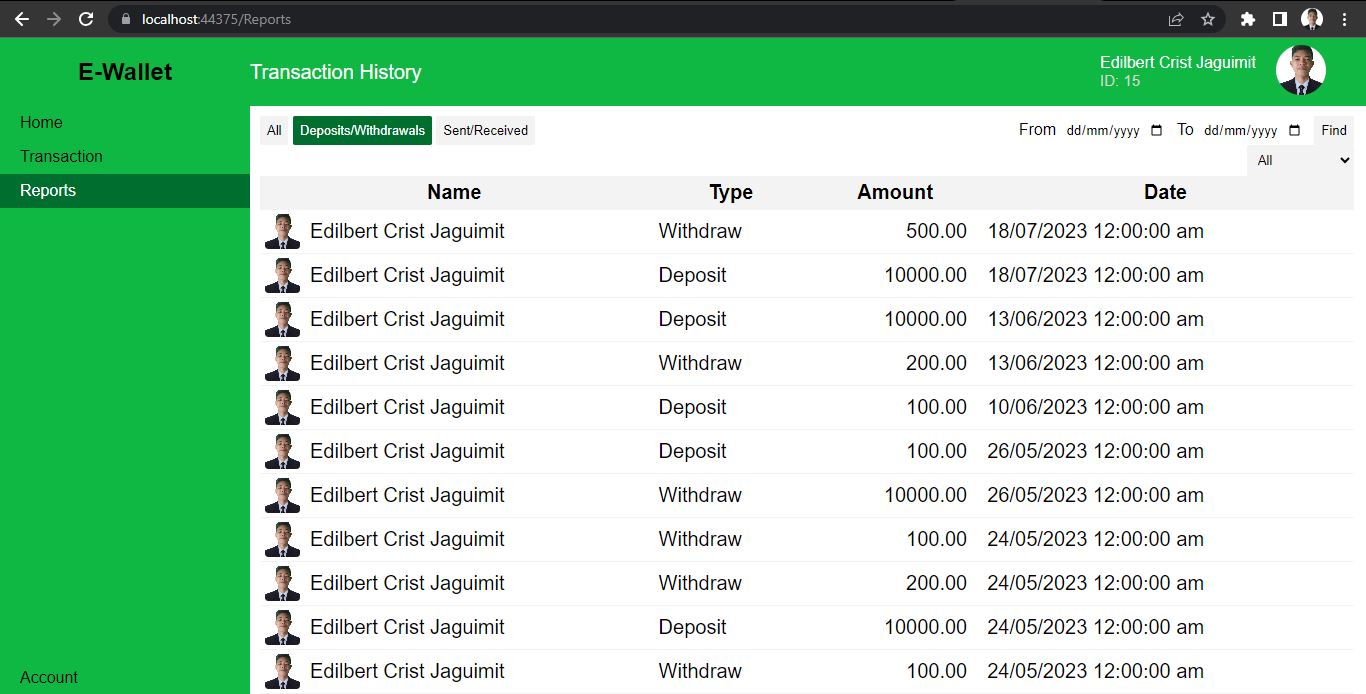 localhost:44375/Reports
E-Wallet
Transaction History
Edilbert Crist Jaguimit
ID: 15
Home
Transaction
Reports
Account
All Deposits/Withdrawals Sent/Received From dd/mm/yyyy To dd/mm/yyyy Find
All
Name Type Amount Date
Edilbert Crist Jaguimit Withdraw 500.00 18/07/2023 12:00:00 am
Edilbert Crist Jaguimit Deposit 10000.00 18/07/2023 12:00:00 am
Edilbert Crist Jaguimit Deposit 10000.00 13/06/2023 12:00:00 am
Edilbert Crist Jaguimit Withdraw 200.00 13/06/2023 12:00:00 am
Edilbert Crist Jaguimit Deposit 100.00 10/06/2023 12:00:00 am
Edilbert Crist Jaguimit Deposit 100.00 26/05/2023 12:00:00 am
Edilbert Crist Jaguimit Withdraw 10000.00 26/05/2023 12:00:00 am
Edilbert Crist Jaguimit Withdraw 100.00 24/05/2023 12:00:00 am
Edilbert Crist Jaguimit Withdraw 200.00 24/05/2023 12:00:00 am
Edilbert Crist Jaguimit Deposit 10000.00 24/05/2023 12:00:00 am
Edilbert Crist Jaguimit Withdraw 100.00 24/05/2023 12:00:00 am